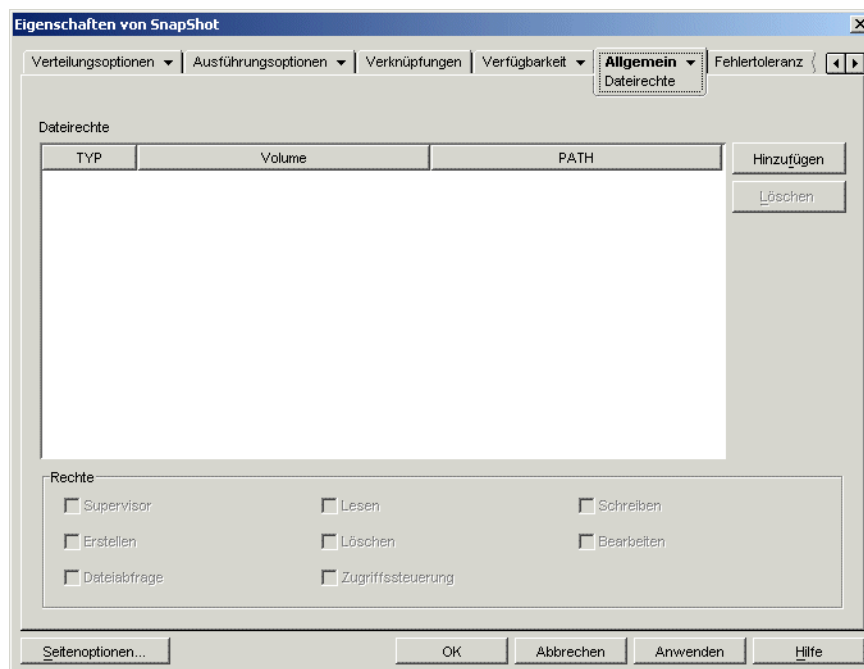 Eigenschaften von SnapShot
Verteilungsoptionen Ausführungsoptionen Verknüpfungen Verfügbarkeit Allgemein Fehlertoleranz
Dateirechte
Dateirechte
TYP Volume PATH
Hinzufügen
Löschen
Rechte
Supervisor Lesen Schreiben
Erstellen Löschen Bearbeiten
Dateiabfrage Zugriffssteuerung
Seitenoptionen... OK Abbrechen Anwenden Hilfe